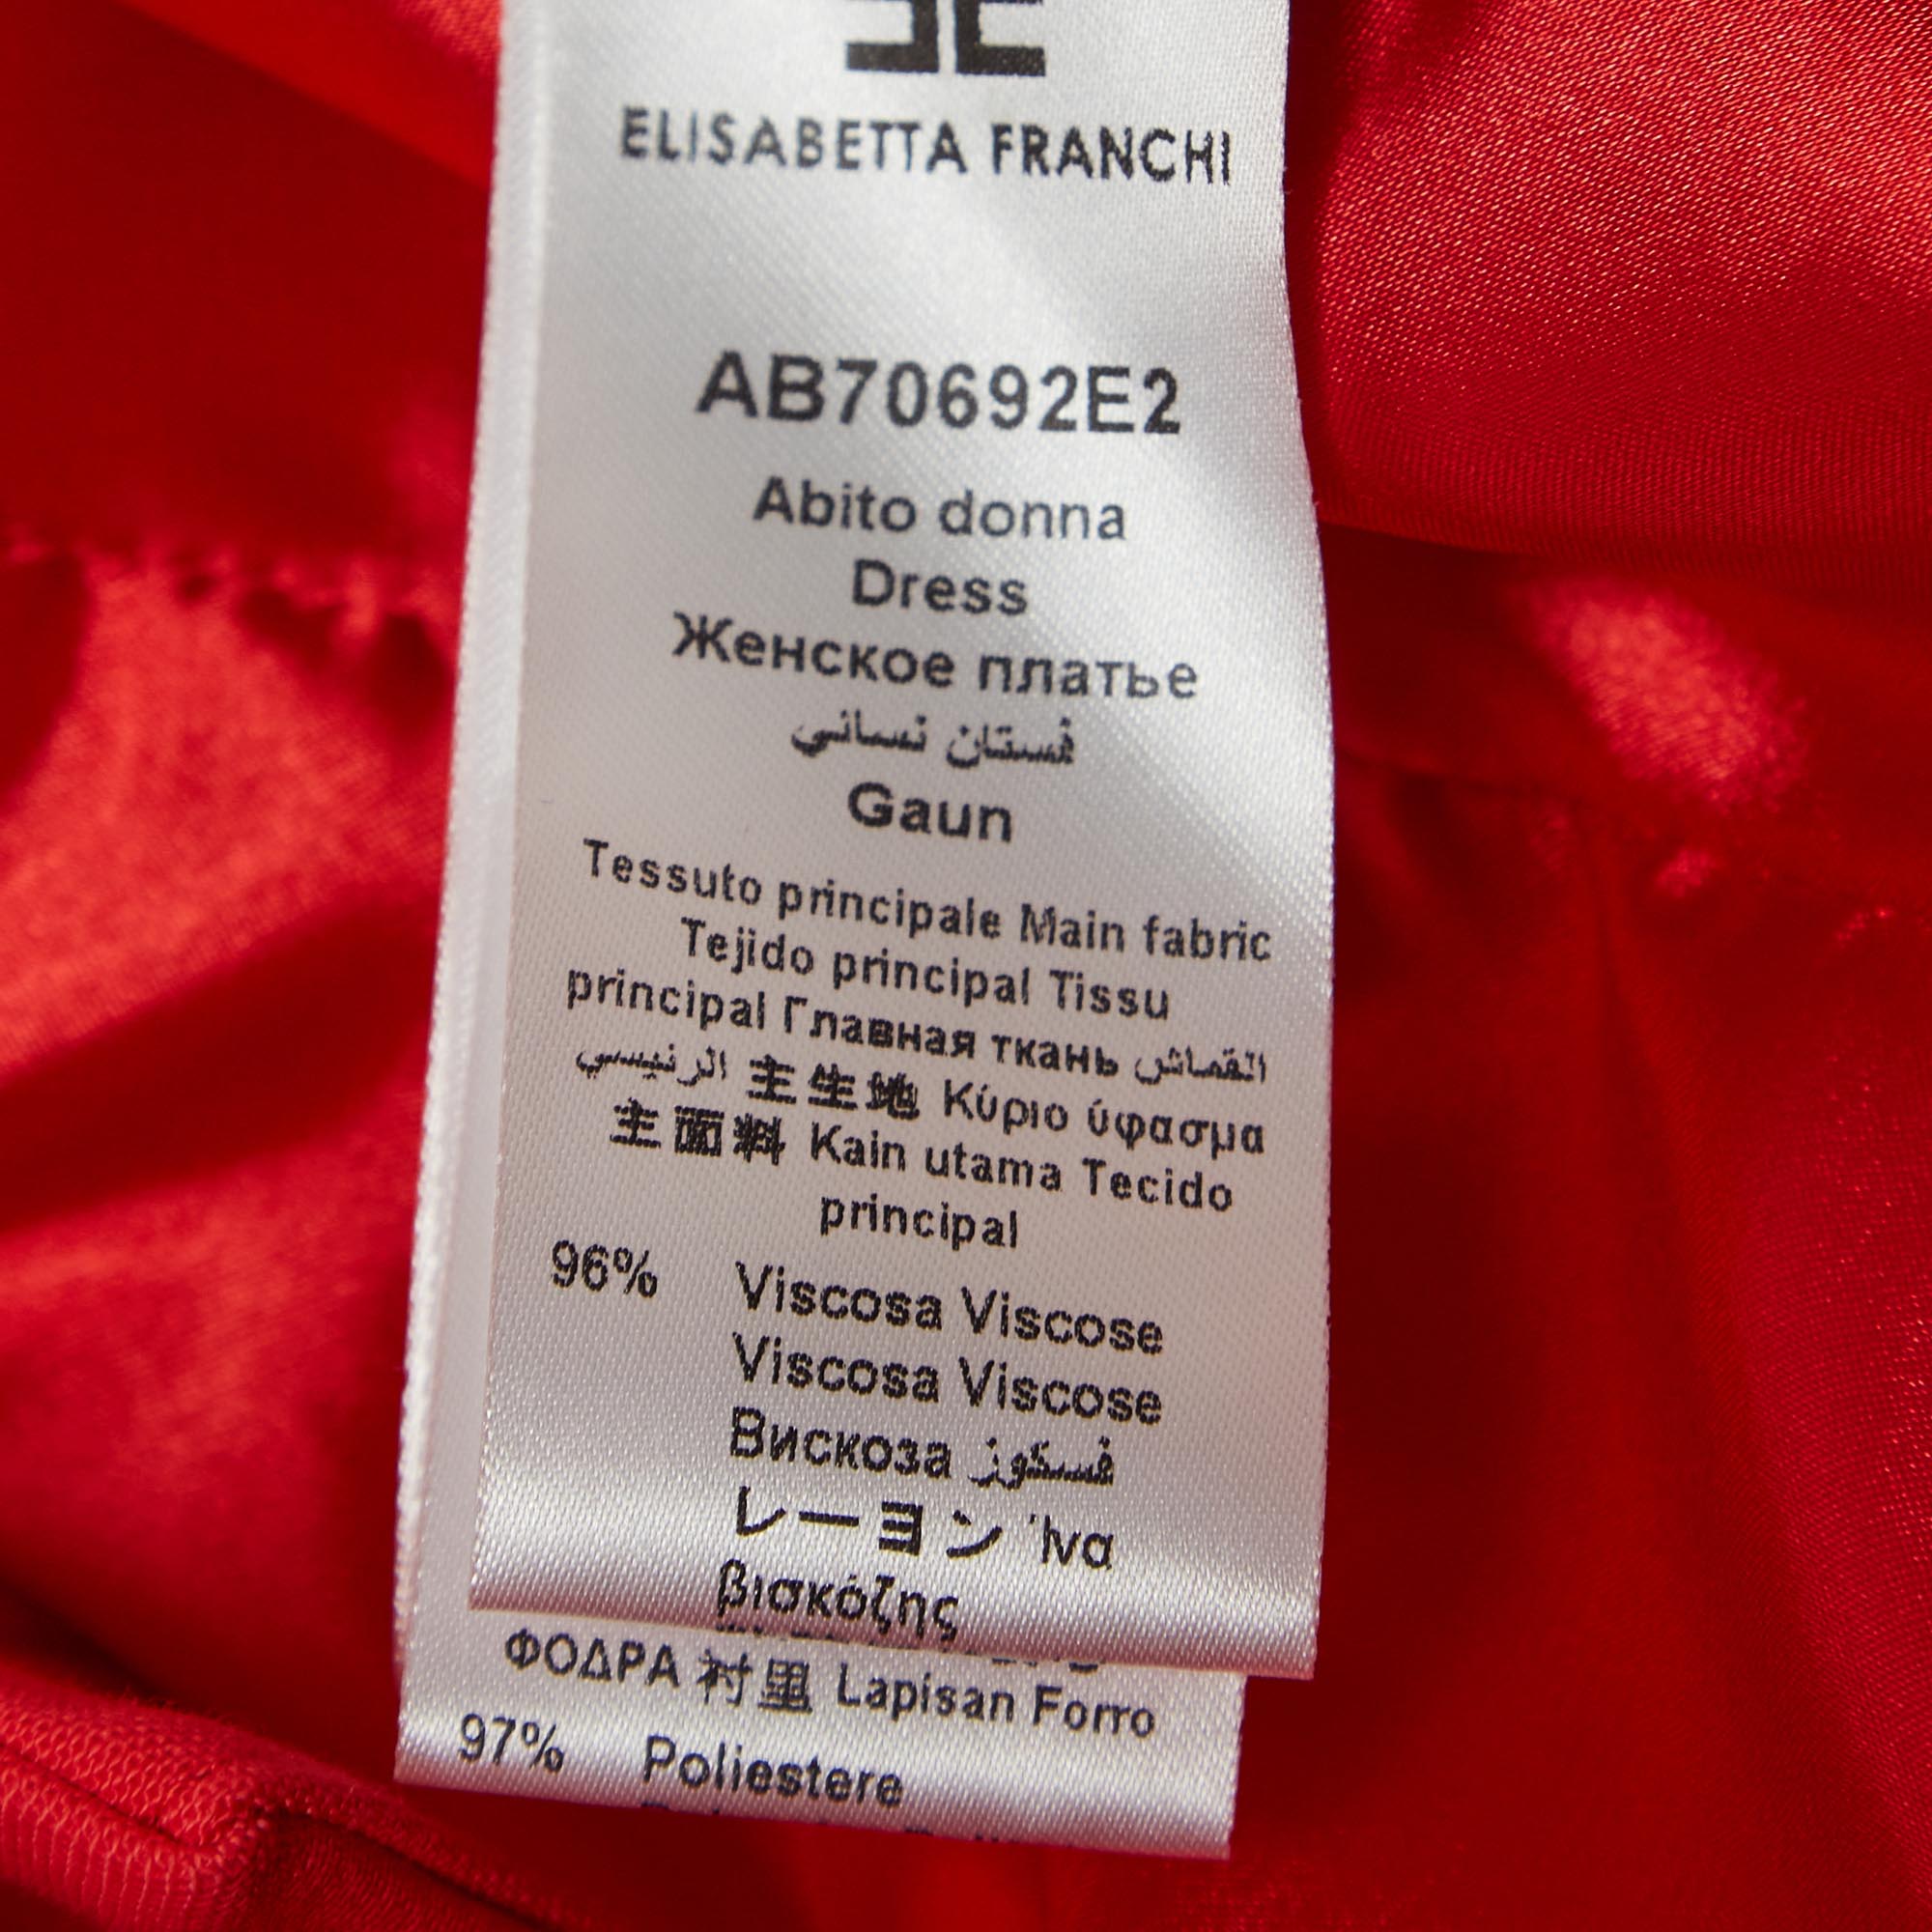 ELISABETTA FRANCHI
AB70692E2
Abito donna
Dress
Женское платье
فستان نسائي
Gaun
Tessuto principale Main fabric
Tejido principal Tissu
principal Главная ткань القماش
الرئيسي 主生地 Κύριο ύφασμα
主面料 Kain utama Tecido
principal
96% Viscosa Viscose
Viscosa Viscose
Вискоза فسكوز
レーヨン Ίνα
βισκόζης
ΦΟΔΡΑ 衬里 Lapisan Forro
97% Poliestere